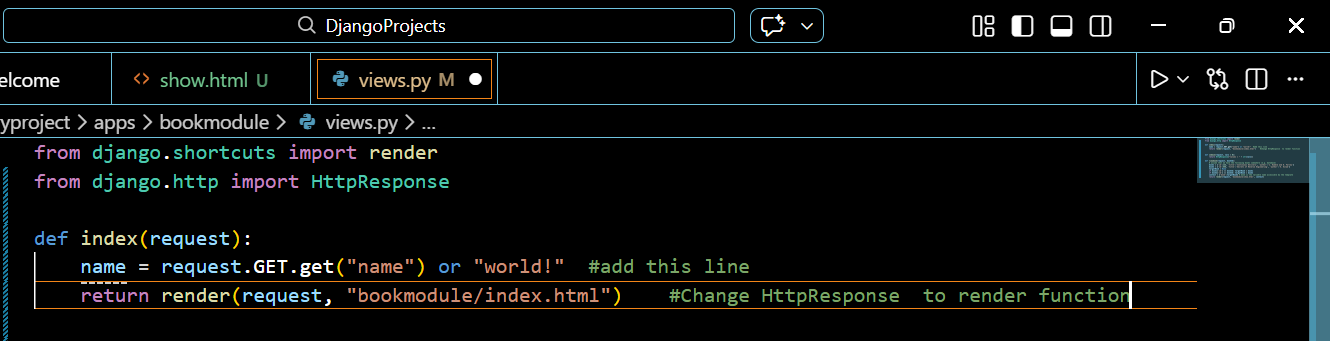 DjangoProjects
elcome
<> show.html U
views.py M
yproject > apps > bookmodule > views.py > ...
from django.shortcuts import render
from django.http import HttpResponse
def index(request):
name = request.GET.get("name") or "world!"  #add this line
return render(request, "bookmodule/index.html")    #Change HttpResponse  to render function